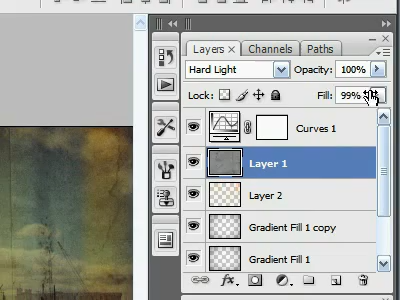 Layers × Channels Paths
Hard Light Opacity: 100%
Lock: Fill: 99%
Curves 1
Layer 1
Layer 2
Gradient Fill 1 copy
Gradient Fill 1
fx